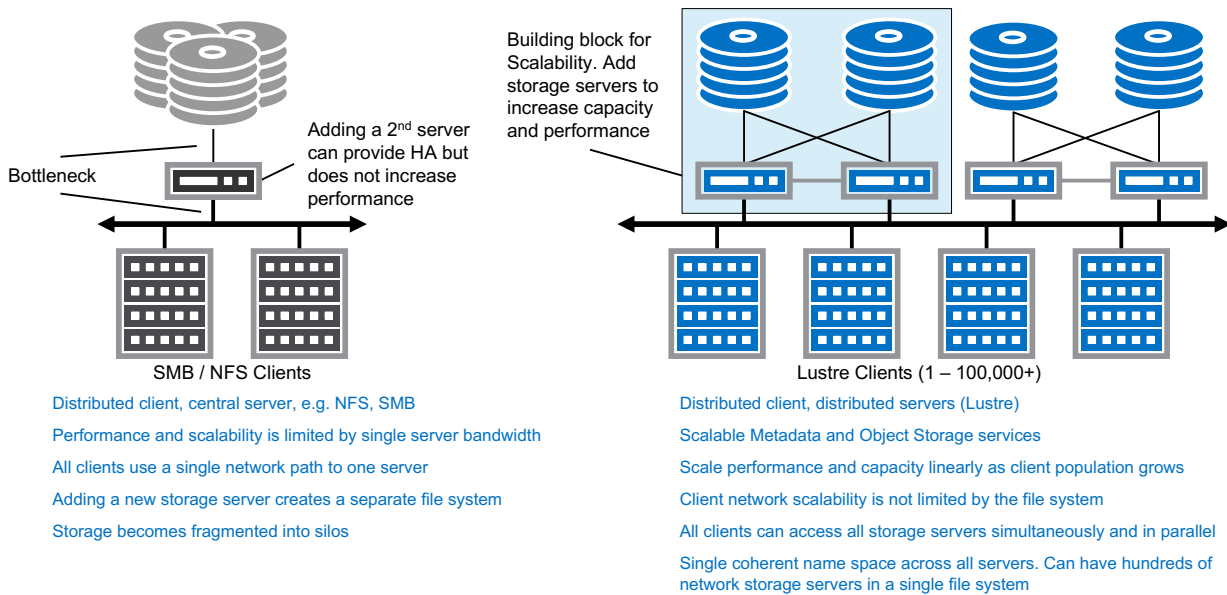 Bottleneck
Adding a 2nd server
can provide HA but
does not increase
performance
SMB / NFS Clients
Distributed client, central server, e.g. NFS, SMB
Performance and scalability is limited by single server bandwidth
All clients use a single network path to one server
Adding a new storage server creates a separate file system
Storage becomes fragmented into silos
Building block for
Scalability. Add
storage servers to
increase capacity
and performance
Lustre Clients (1 – 100,000+)
Distributed client, distributed servers (Lustre)
Scalable Metadata and Object Storage services
Scale performance and capacity linearly as client population grows
Client network scalability is not limited by the file system
All clients can access all storage servers simultaneously and in parallel
Single coherent name space across all servers. Can have hundreds of
network storage servers in a single file system